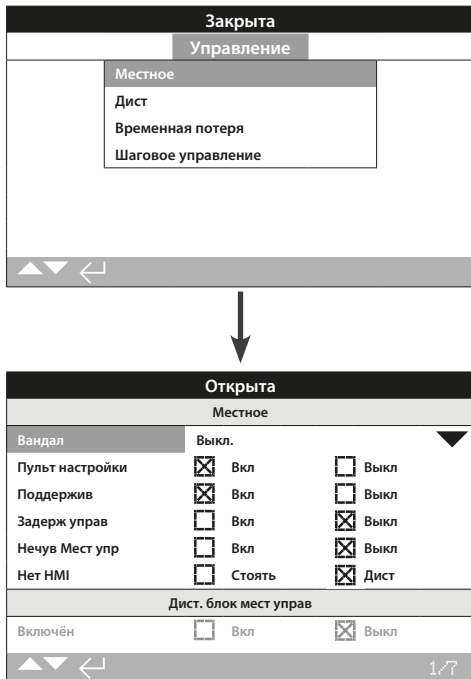 Закрыта
Управление
Местное
Дист
Временная потеря
Шаговое управление
Открыта
Местное
Вандал Выкл.
Пульт настройки Вкл Выкл
Поддержив Вкл Выкл
Задерж управ Вкл Выкл
Нечув Мест упр Вкл Выкл
Нет HMI Стоять Дист
Дист. блок мест управ
Включён Вкл Выкл
1/7